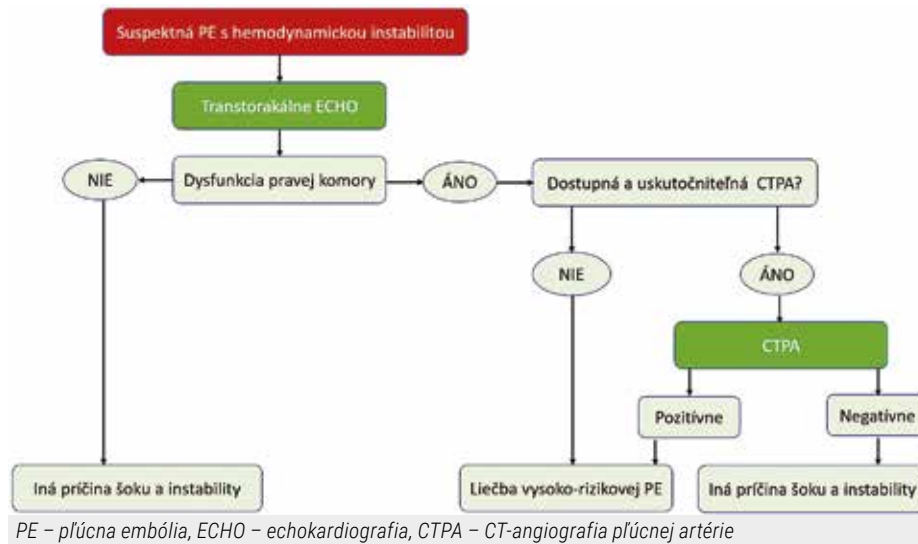 Suspektná PE s hemodynamickou instabilitou
Transtorakálne ECHO
NIE
Dysfunkcia pravej komory
ÁNO
Dostupná a uskutočniteľná CTPA?
NIE
ÁNO
CTPA
Pozitívne
Negatívne
Iná príčina šoku a instability
Liečba vysoko-rizikovej PE
Iná príčina šoku a instability
PE – pľúcna embólia, ECHO – echokardiografia, CTPA – CT-angiografia pľúcnej artérie